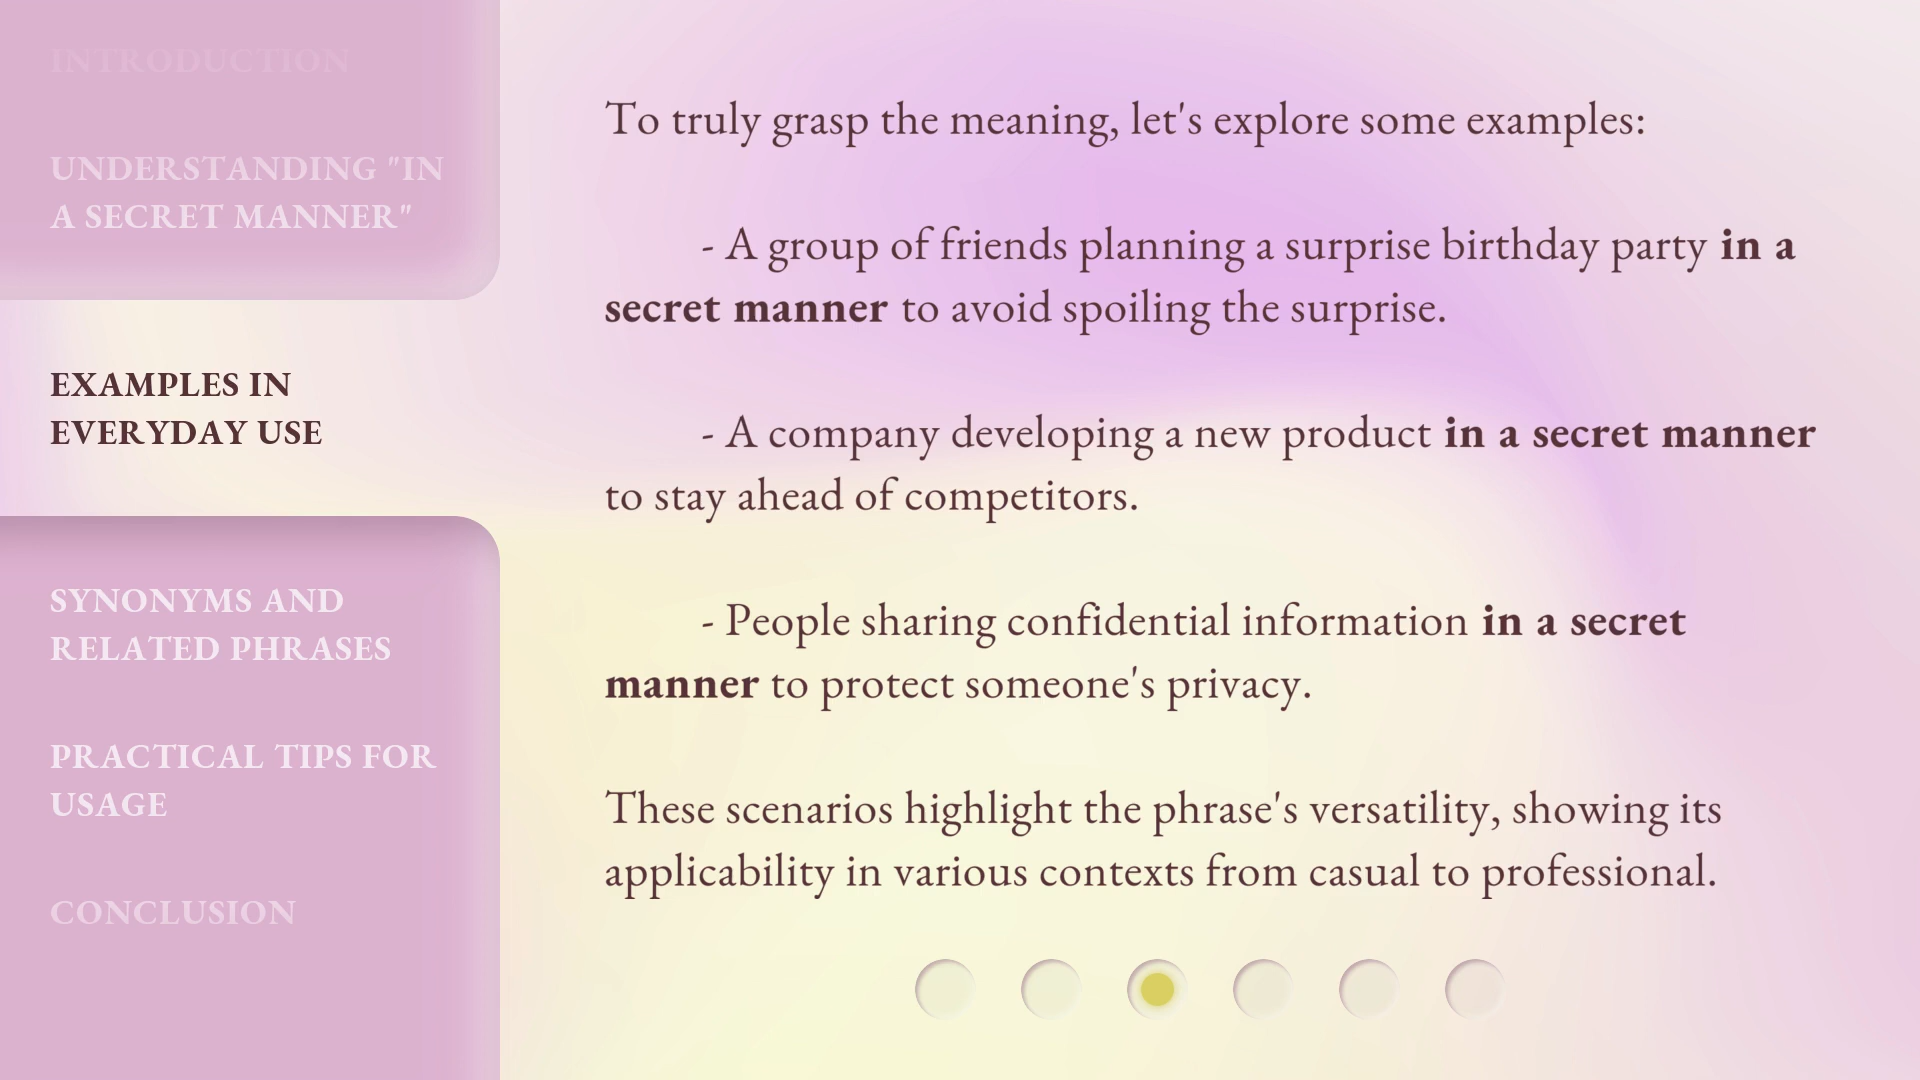 INTRODUCTION
UNDERSTANDING "IN
A SECRET MANNER"
EXAMPLES IN
EVERYDAY USE
SYNONYMS AND
RELATED PHRASES
PRACTICAL TIPS FOR
USAGE
CONCLUSION
To truly grasp the meaning, let's explore some examples:
- A group of friends planning a surprise birthday party in a
secret manner to avoid spoiling the surprise.
- A company developing a new product in a secret manner
to stay ahead of competitors.
- People sharing confidential information in a secret
manner to protect someone's privacy.
These scenarios highlight the phrase's versatility, showing its
applicability in various contexts from casual to professional.